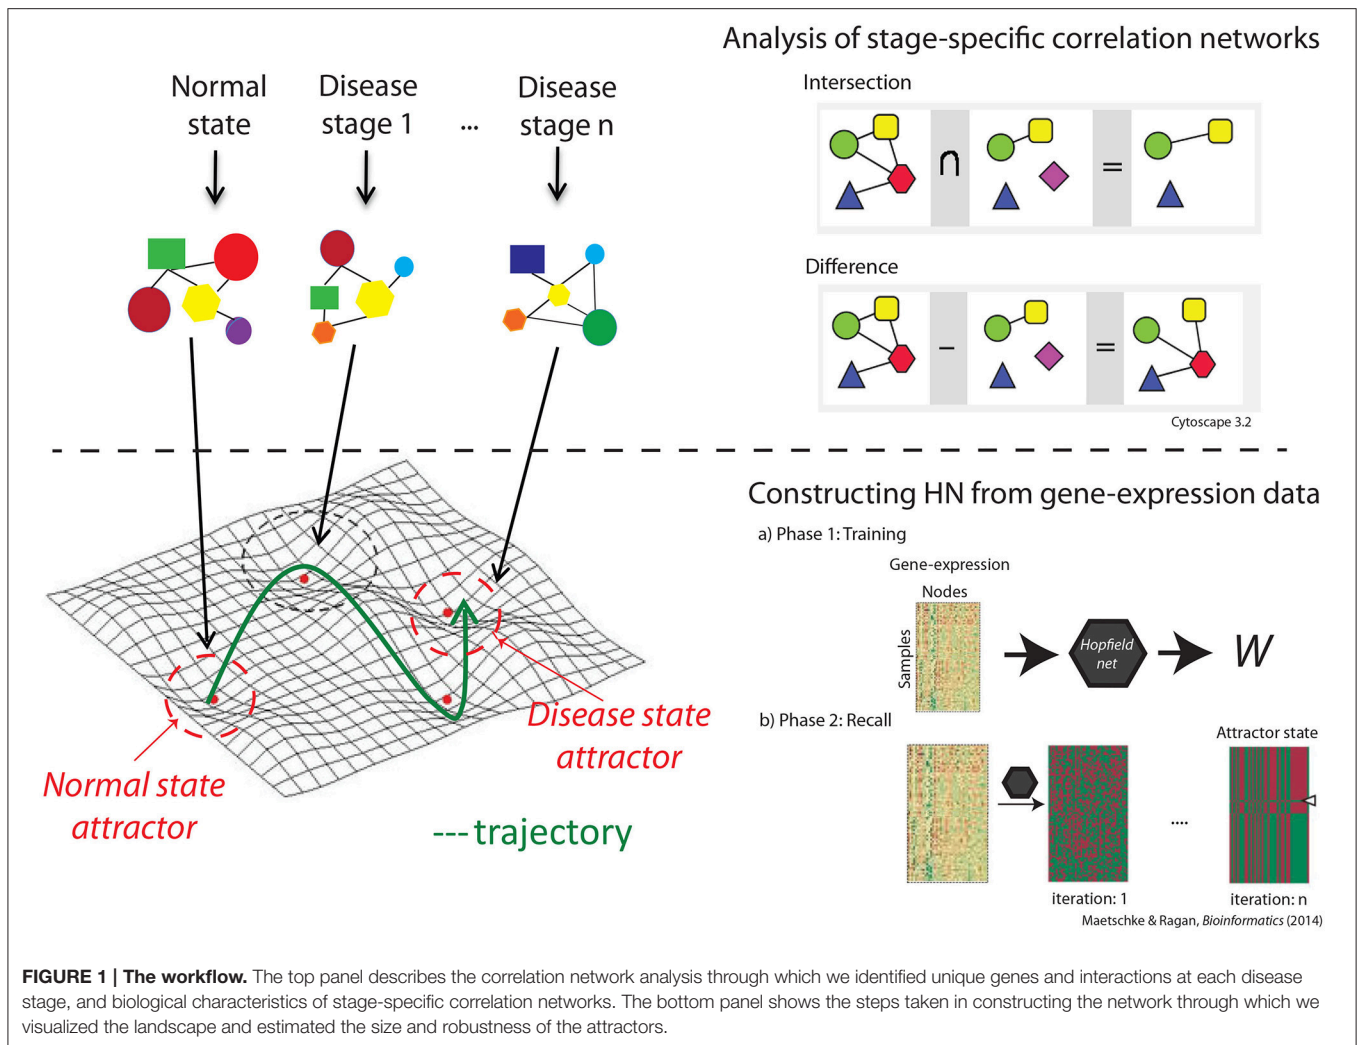 Analysis of stage-specific correlation networks
Normal
state
Disease
stage 1
...
Disease
stage n
Intersection
∩
=
Difference
–
=
Cytoscape 3.2
Constructing HN from gene-expression data
a) Phase 1: Training
Gene-expression
Nodes
Samples
Hopfield
net
W
b) Phase 2: Recall
Attractor state
....
iteration: 1
iteration: n
Maetschke & Ragan, Bioinformatics (2014)
Disease state
attractor
Normal state
attractor
---trajectory
FIGURE 1 | The workflow. The top panel describes the correlation network analysis through which we identified unique genes and interactions at each disease
stage, and biological characteristics of stage-specific correlation networks. The bottom panel shows the steps taken in constructing the network through which we
visualized the landscape and estimated the size and robustness of the attractors.